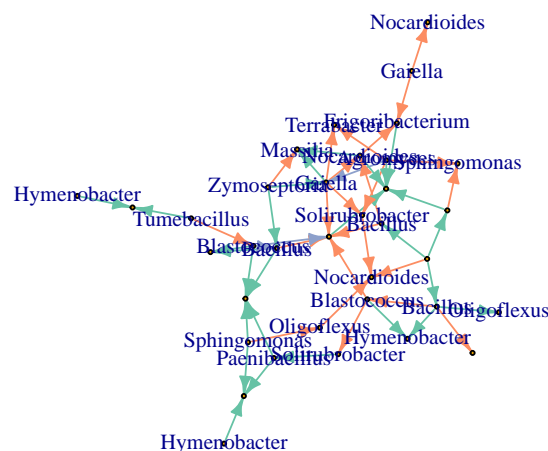 Nocardioides
Gaiella
Frigoribacterium
Terrabacter
Massilia
Nocardioides
Sphingomonas
Gaiella
Zymoseptoria
Hymenobacter
Solirubrobacter
Tumebacillus
Bacillus
Blastococcus
Bacillus
Nocardioides
Blastococcus
Bacillus
Oligoflexus
Oligoflexus
Sphingomonas
Hymenobacter
Paenibacillus
Solirubrobacter
Hymenobacter